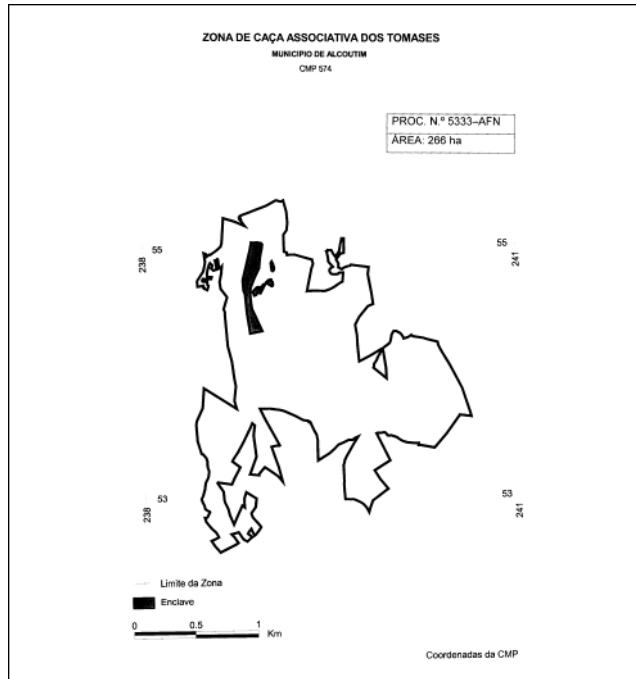 ZONA DE CAÇA ASSOCIATIVA DOS TOMASES
MUNICIPIO DE ALCOUTIM
CMP 574
PROC. N.º 5333–AFN
ÁREA: 266 ha
55
238
55
241
53
238
53
241
Limite da Zona
Enclave
0 0.5 1
Km
Coordenadas da CMP